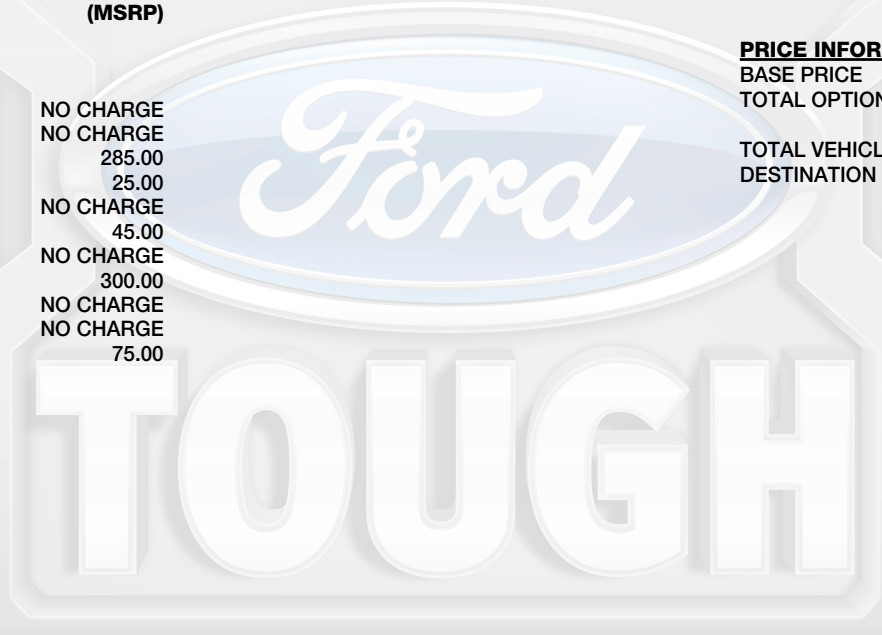 (MSRP)
NO CHARGE
NO CHARGE
285.00
25.00
NO CHARGE
45.00
NO CHARGE
300.00
NO CHARGE
NO CHARGE
75.00
PRICE INFOR
BASE PRICE
TOTAL OPTION
TOTAL VEHICL
DESTINATION
Ford
TOUGH